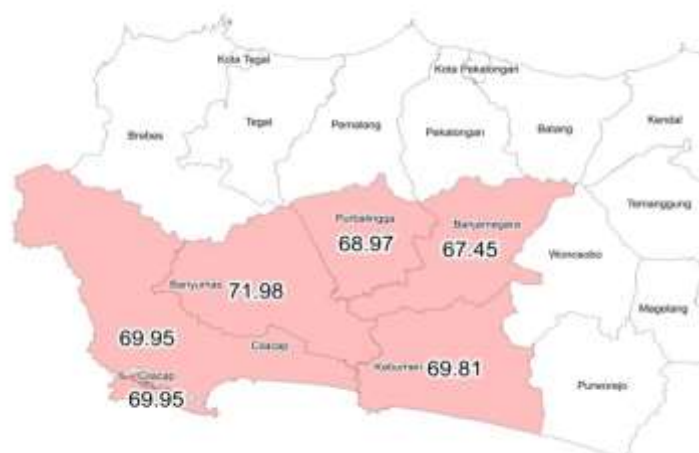 Kota Tegal
Kota Pekalongan
Brebes
Tegal
Pemalang
Pekalongan
Batang
Kendal
Temanggung
Purbalingga
68.97
Banjarnegara
67.45
Wonosobo
Banyumas
71.98
Magelang
69.95
Cilacap
Kebumen
69.81
Cilacap
69.95
Purworejo